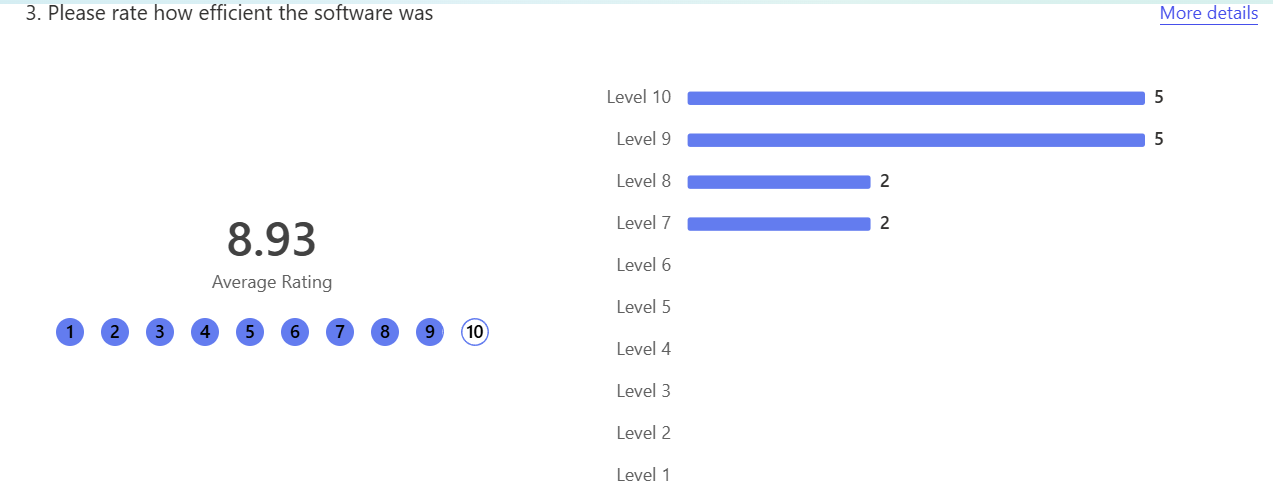 3. Please rate how efficient the software was
More details
8.93
Average Rating
1 2 3 4 5 6 7 8 9 10
Level 10 5
Level 9 5
Level 8 2
Level 7 2
Level 6
Level 5
Level 4
Level 3
Level 2
Level 1